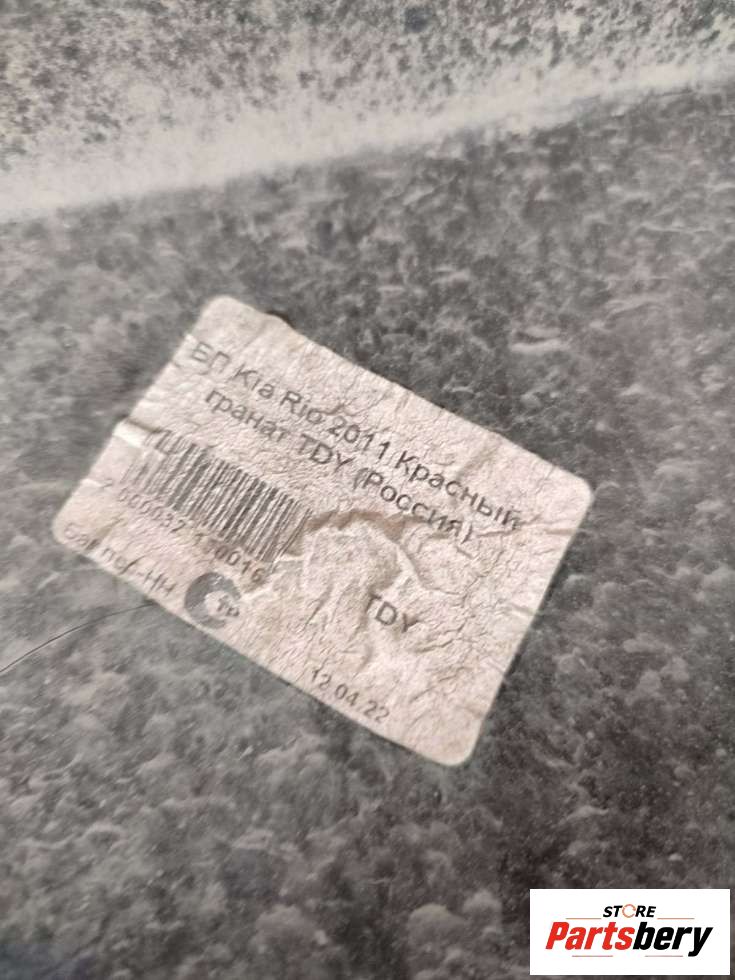 БП Kia Rio 2011 Красный
гранат TDY (Россия)
TDY
12.04.22
STORE
Partsbery